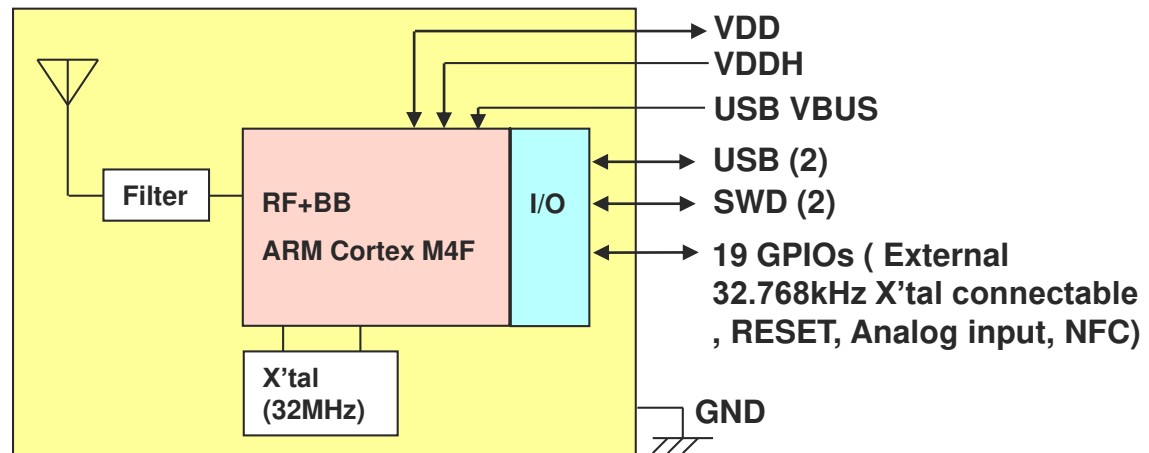 VDD
VDDH
USB VBUS
USB (2)
SWD (2)
19 GPIOs ( External
32.768kHz X'tal connectable
, RESET, Analog input, NFC)
Filter
RF+BB
ARM Cortex M4F
I/O
X'tal
(32MHz)
GND